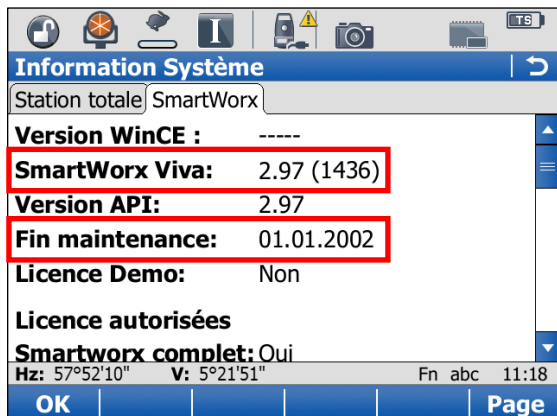 TS
Information Système
Station totale SmartWorx
Version WinCE : -----
SmartWorx Viva: 2.97 (1436)
Version API: 2.97
Fin maintenance: 01.01.2002
Licence Demo: Non
Licence autorisées
Smartworx complet: Oui
Hz: 57°52'10" V: 5°21'51" Fn abc 11:18
OK Page